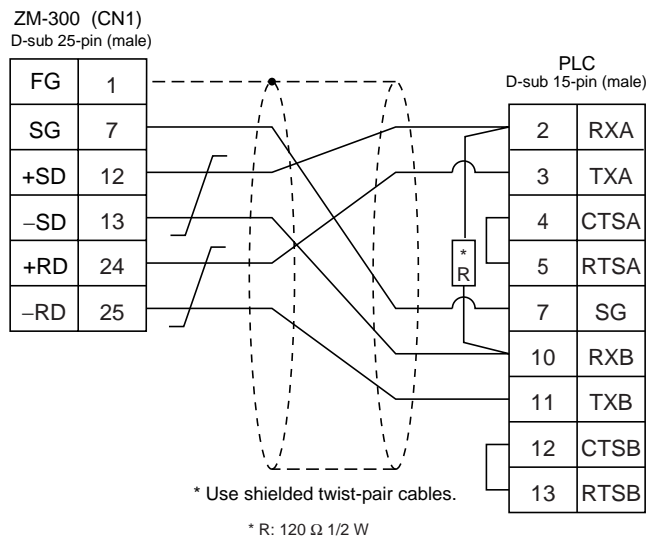 ZM-300 (CN1)
D-sub 25-pin (male)
FG 1
SG 7
+SD 12
−SD 13
+RD 24
−RD 25
PLC
D-sub 15-pin (male)
2 RXA
3 TXA
4 CTSA
5 RTSA
7 SG
10 RXB
11 TXB
12 CTSB
13 RTSB
*
R
* Use shielded twist-pair cables.
* R: 120 Ω 1/2 W